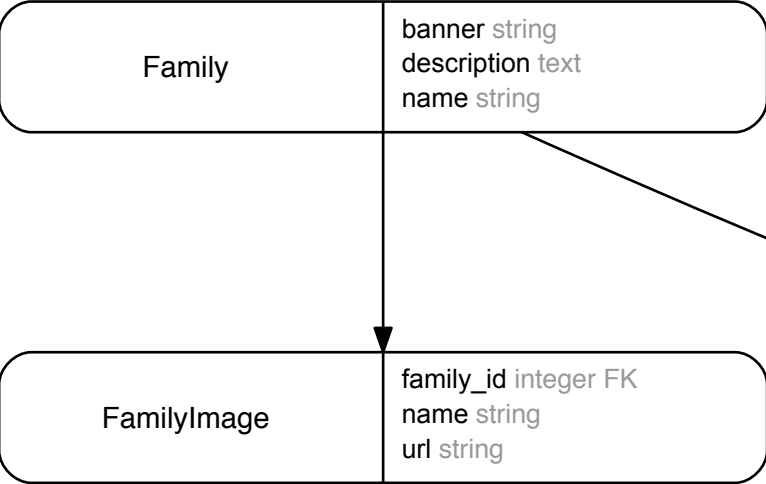 Family
banner string
description text
name string
FamilyImage
family_id integer FK
name string
url string